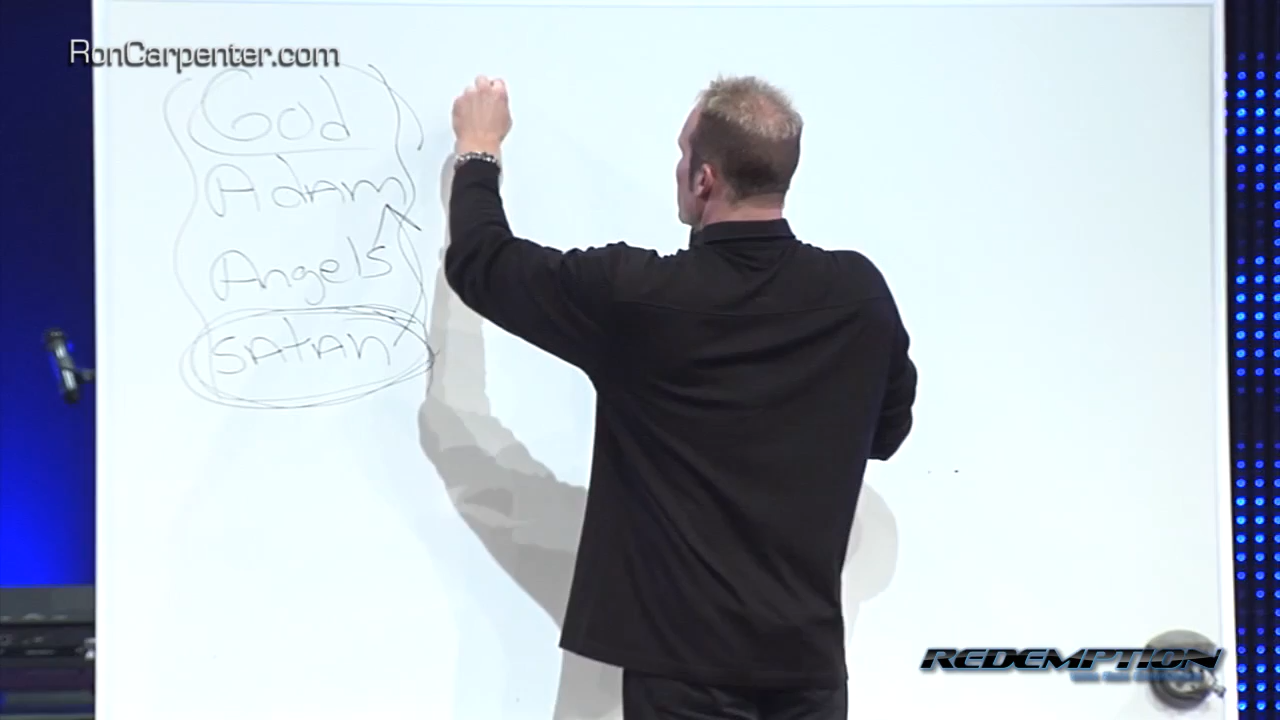 RonCarpenter.com
God
Adam
Angels
satan
REDEMPTION